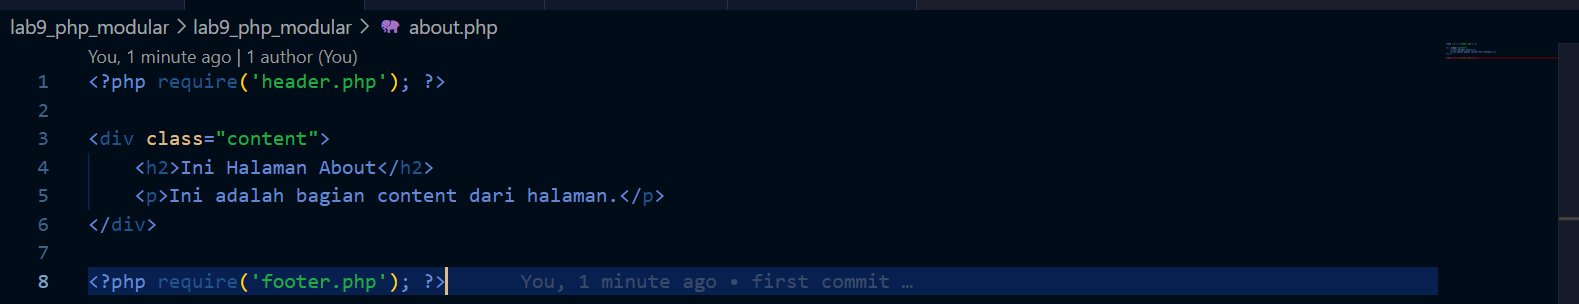 lab9_php_modular > lab9_php_modular > about.php
You, 1 minute ago | 1 author (You)
1 <?php require('header.php'); ?>
2
3 <div class="content">
4 <h2>Ini Halaman About</h2>
5 <p>Ini adalah bagian content dari halaman.</p>
6 </div>
7
8 <?php require('footer.php'); ?> You, 1 minute ago • first commit …